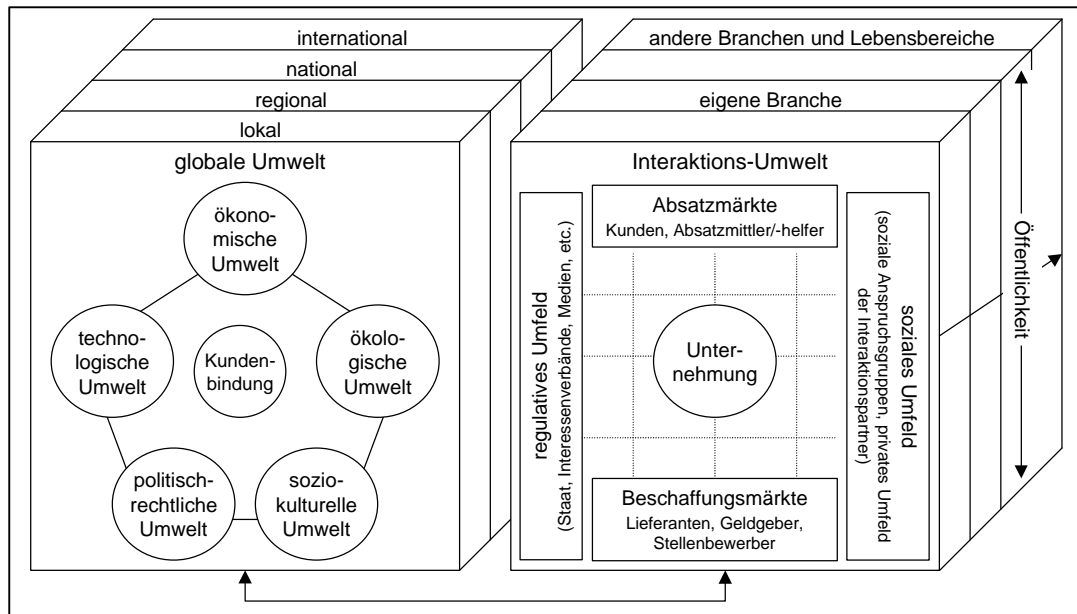 international
national
regional
lokal
globale Umwelt
ökono-
mische
Umwelt
techno-
logische
Umwelt
Kunden-
bindung
ökolo-
gische
Umwelt
politisch-
rechtliche
Umwelt
sozio-
kulturelle
Umwelt
andere Branchen und Lebensbereiche
eigene Branche
Interaktions-Umwelt
regulatives Umfeld
(Staat, Interessenverbände, Medien, etc.)
Absatzmärkte
Kunden, Absatzmittler/-helfer
Unter-
nehmung
Beschaffungsmärkte
Lieferanten, Geldgeber,
Stellenbewerber
soziales Umfeld
(soziale Anspruchsgruppen, privates Umfeld
der Interaktionspartner)
Öffentlichkeit